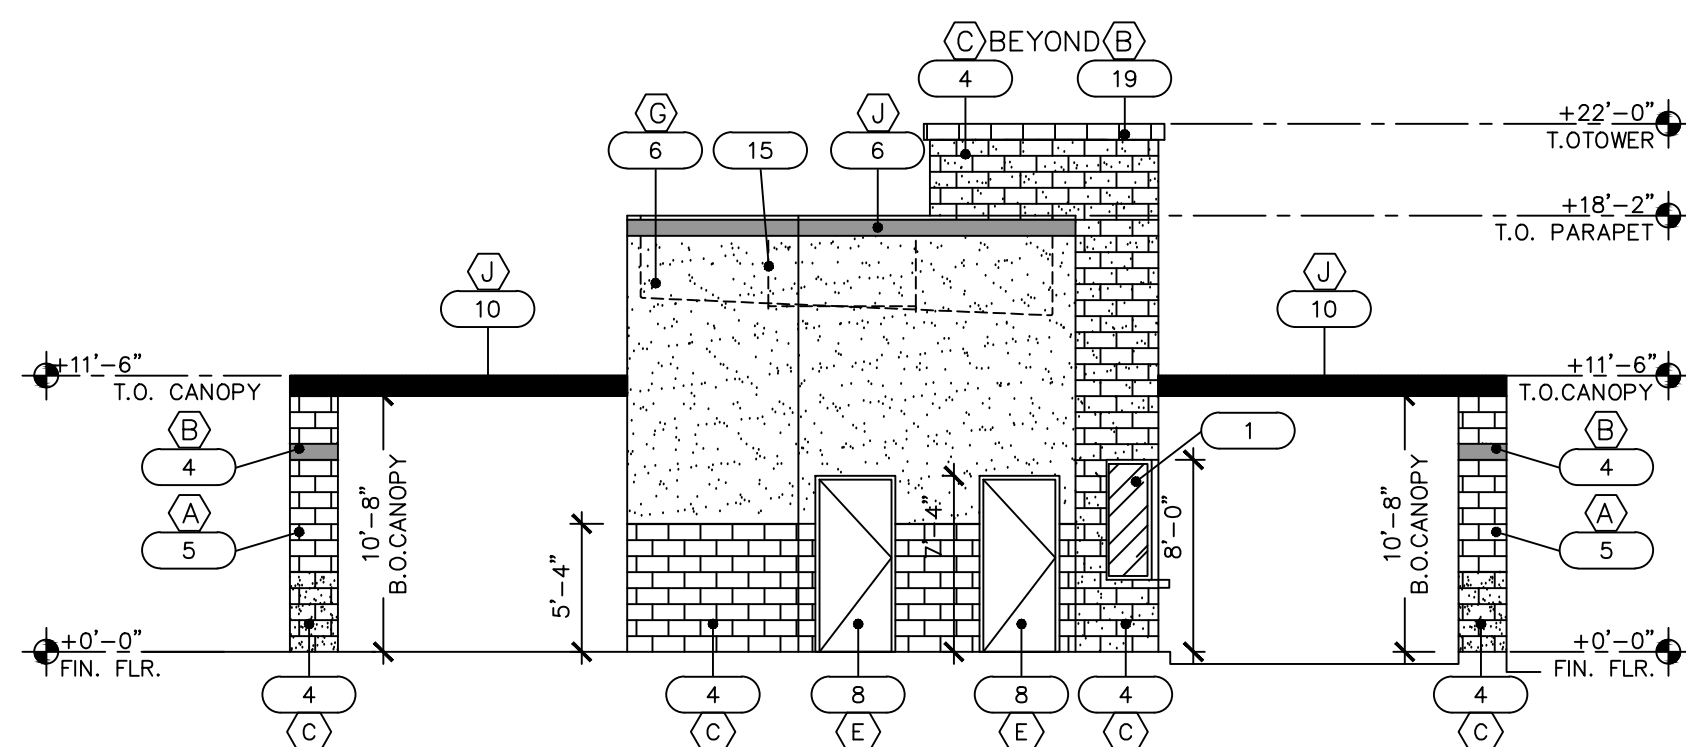 C BEYOND B
4 19
+22'-0"
T.OTOWER
G J
6 15 6
+18'-2"
T.O. PARAPET
J J
10 10
+11'-6" +11'-6"
T.O. CANOPY T.O.CANOPY
B 1 B
4 4
A A
5 5
10'-8"
B.O.CANOPY
5'-4"
7'-4"
8'-0"
10'-8"
B.O.CANOPY
+0'-0" +0'-0"
FIN. FLR. FIN. FLR.
4 4 8 8 4 4
C C E E C C